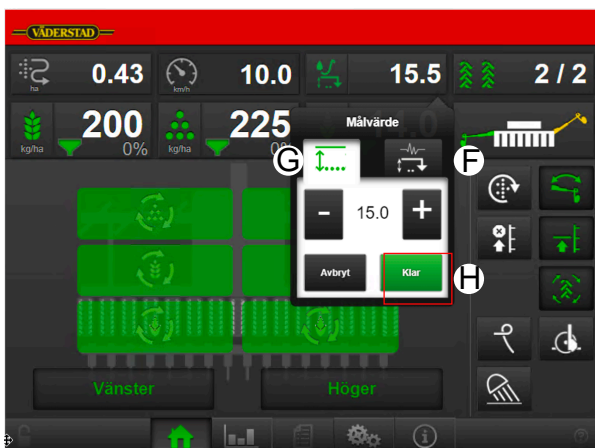 VÄDERSTAD
ha
0.43
km/h
10.0
15.5
2 / 2
kg/ha
200
0%
kg/ha
225
Målvärde
G
F
- 15.0 +
Avbryt
Klar
H
Vänster
Höger